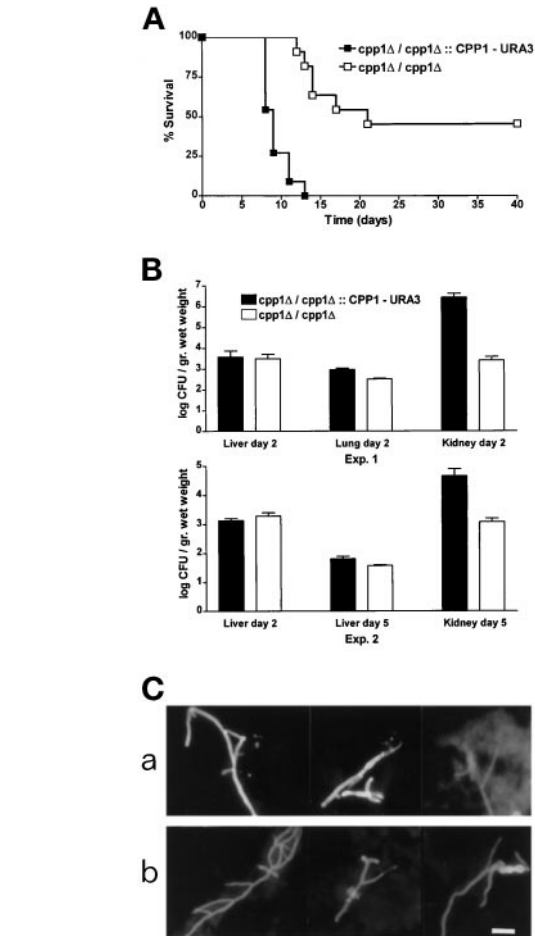 A
100
75
50
25
0
% Survival
cpp1Δ / cpp1Δ :: CPP1 - URA3
cpp1Δ / cpp1Δ
0 5 10 15 20 25 30 35 40
Time (days)
B
7
6
5
4
3
2
1
0
log CFU / gr. wet weight
cpp1Δ / cpp1Δ :: CPP1 - URA3
cpp1Δ / cpp1Δ
Liver day 2 Lung day 2 Kidney day 2
Exp. 1
5
4
3
2
1
0
log CFU / gr. wet weight
Liver day 2 Liver day 5 Kidney day 5
Exp. 2
C
a
b